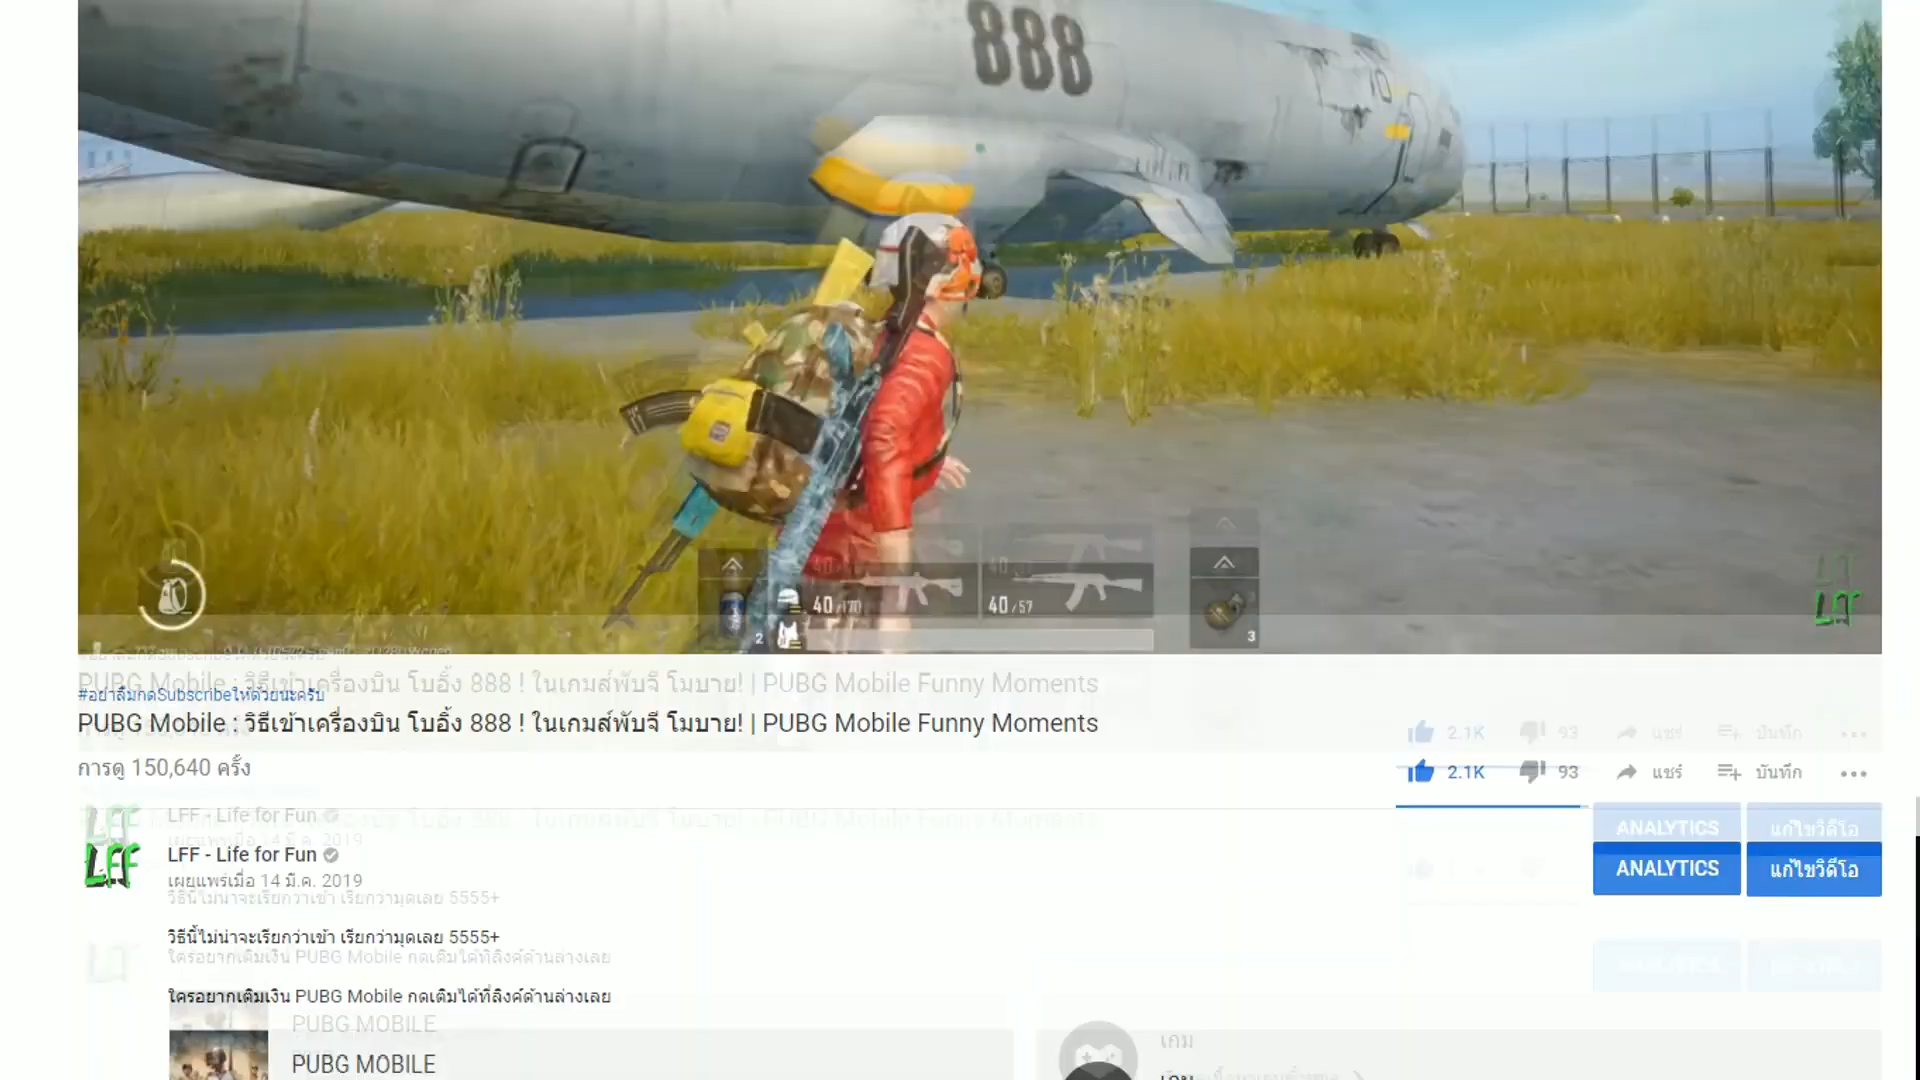 888
40/170
40/57
2
3
LFF
#อย่าลืมกดSubscribeให้ด้วยนะครับ
PUBG Mobile : วิธีเข้าเครื่องบิน โบอิ้ง 888 ! ในเกมส์พับจี โมบาย! | PUBG Mobile Funny Moments
การดู 150,640 ครั้ง
2.1K 93 แชร์ บันทึก
LFF
LFF - Life for Fun
เผยแพร่เมื่อ 14 มี.ค. 2019
ANALYTICS แก้ไขวิดีโอ
วิธีนี้ไม่น่าจะเรียกว่าเข้า เรียกว่ามุดเลย 5555+
ใครอยากเติมเงิน PUBG Mobile กดเติมได้ที่ลิงค์ด้านล่างเลย
PUBG MOBILE
เกม